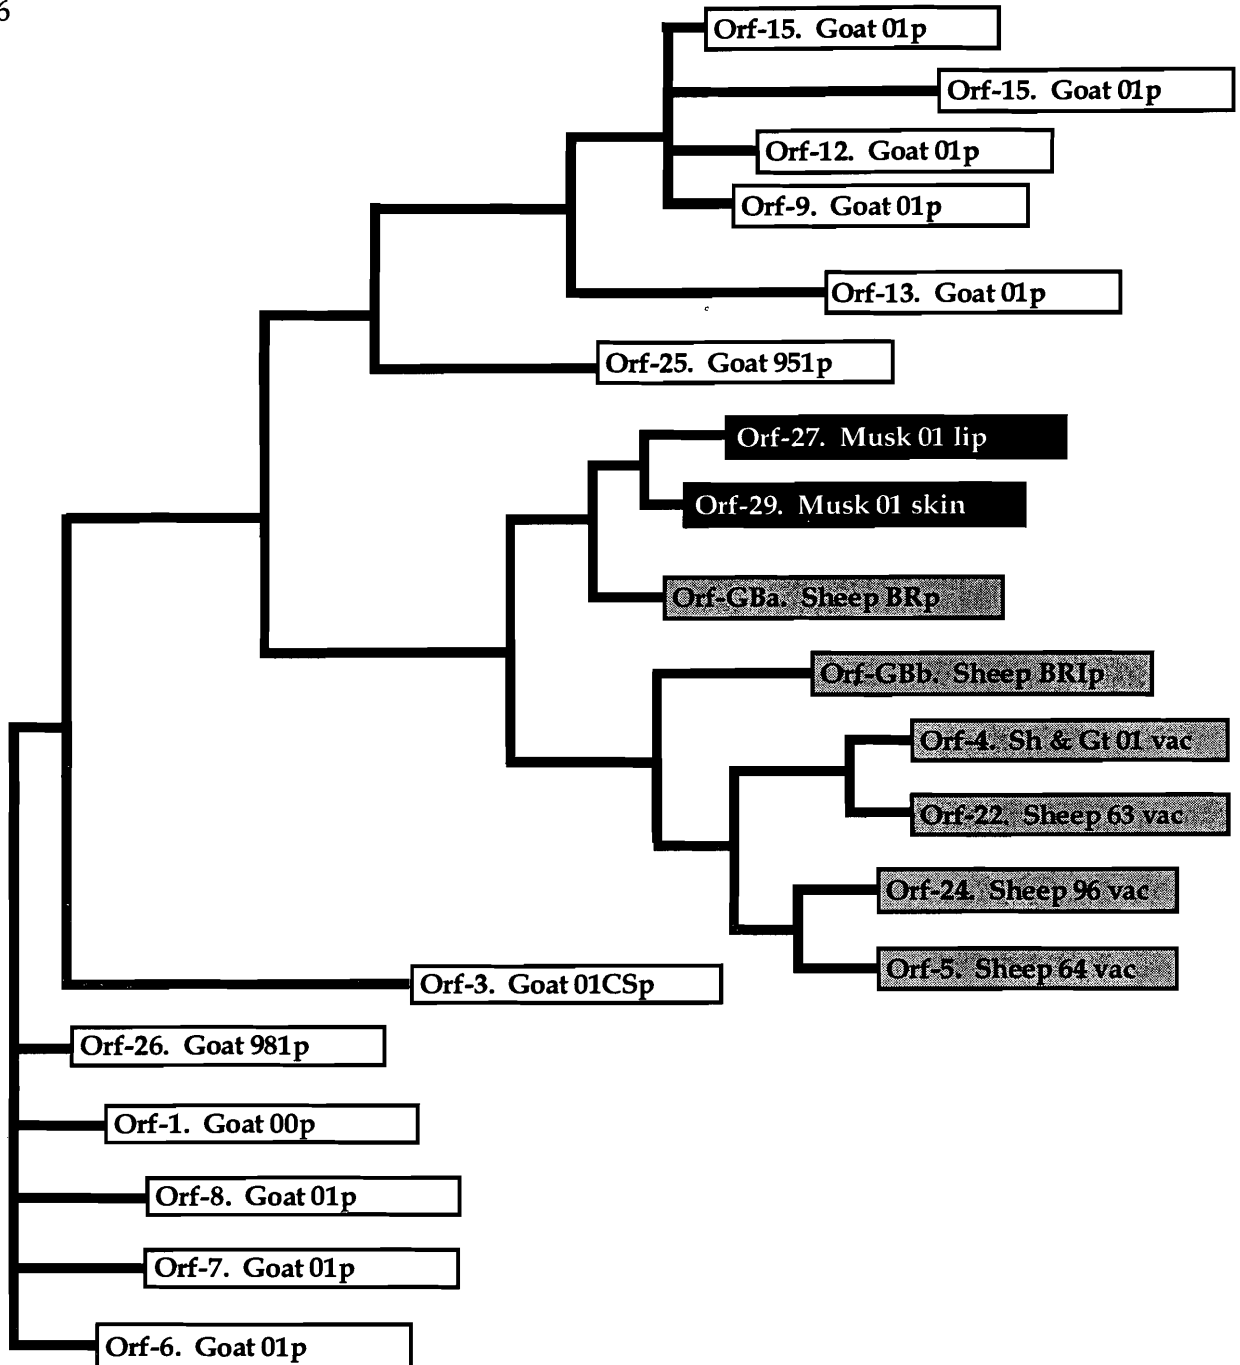 6
Orf-15. Goat 01p
Orf-15. Goat 01p
Orf-12. Goat 01p
Orf-9. Goat 01p
Orf-13. Goat 01p
Orf-25. Goat 951p
Orf-27. Musk 01 lip
Orf-29. Musk 01 skin
Orf-GBa. Sheep BRp
Orf-GBb. Sheep BRIp
Orf-4. Sh & Gt 01 vac
Orf-22. Sheep 63 vac
Orf-24. Sheep 96 vac
Orf-5. Sheep 64 vac
Orf-3. Goat 01CSp
Orf-26. Goat 981p
Orf-1. Goat 00p
Orf-8. Goat 01p
Orf-7. Goat 01p
Orf-6. Goat 01p